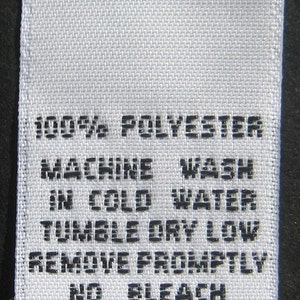 100% POLYESTER
MACHINE WASH
IN COLD WATER
TUMBLE DRY LOW
REMOVE PROMPTLY
NO BLEACH